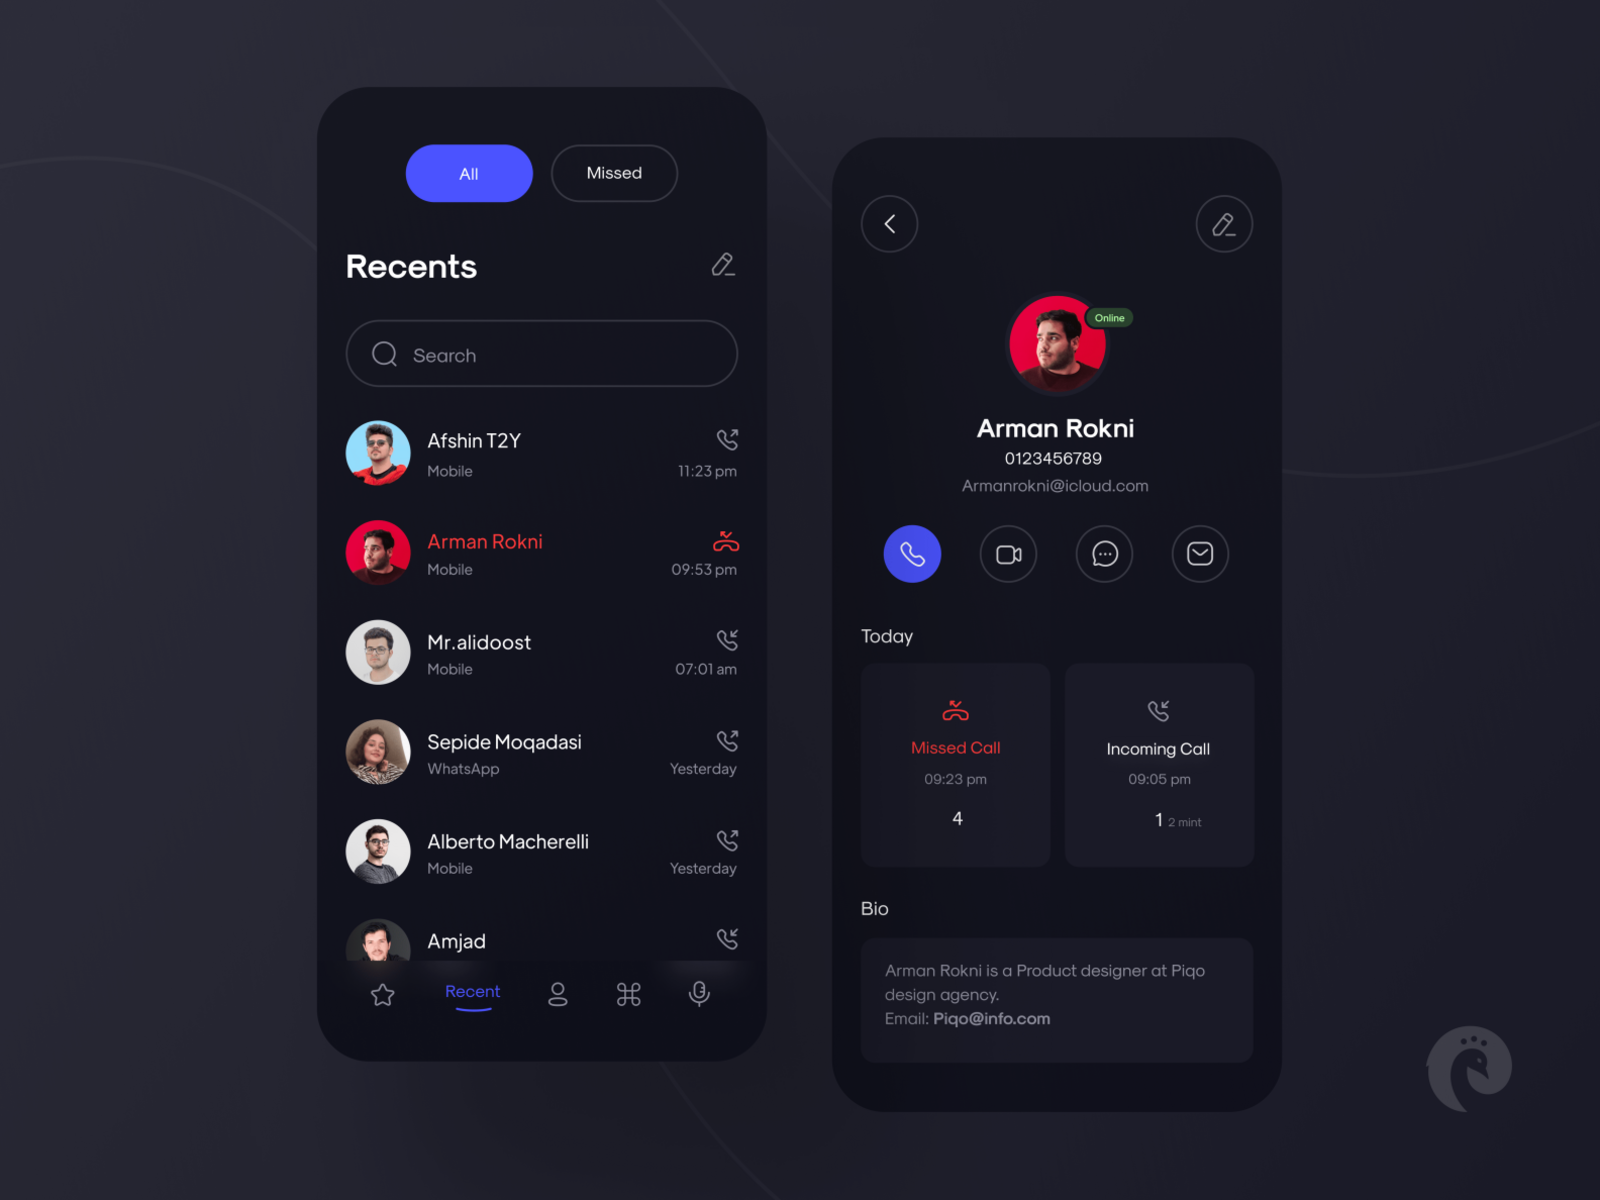 All
Missed
Recents
Search
Afshin T2Y
Mobile
11:23 pm
Arman Rokni
Mobile
09:53 pm
Mr.alidoost
Mobile
07:01 am
Sepide Moqadasi
WhatsApp
Yesterday
Alberto Macherelli
Mobile
Yesterday
Amjad
Recent
Online
Arman Rokni
0123456789
Armanrokni@icloud.com
Today
Missed Call
09:23 pm
4
Incoming Call
09:05 pm
1 2 mint
Bio
Arman Rokni is a Product designer at Piqo
design agency.
Email: Piqo@info.com